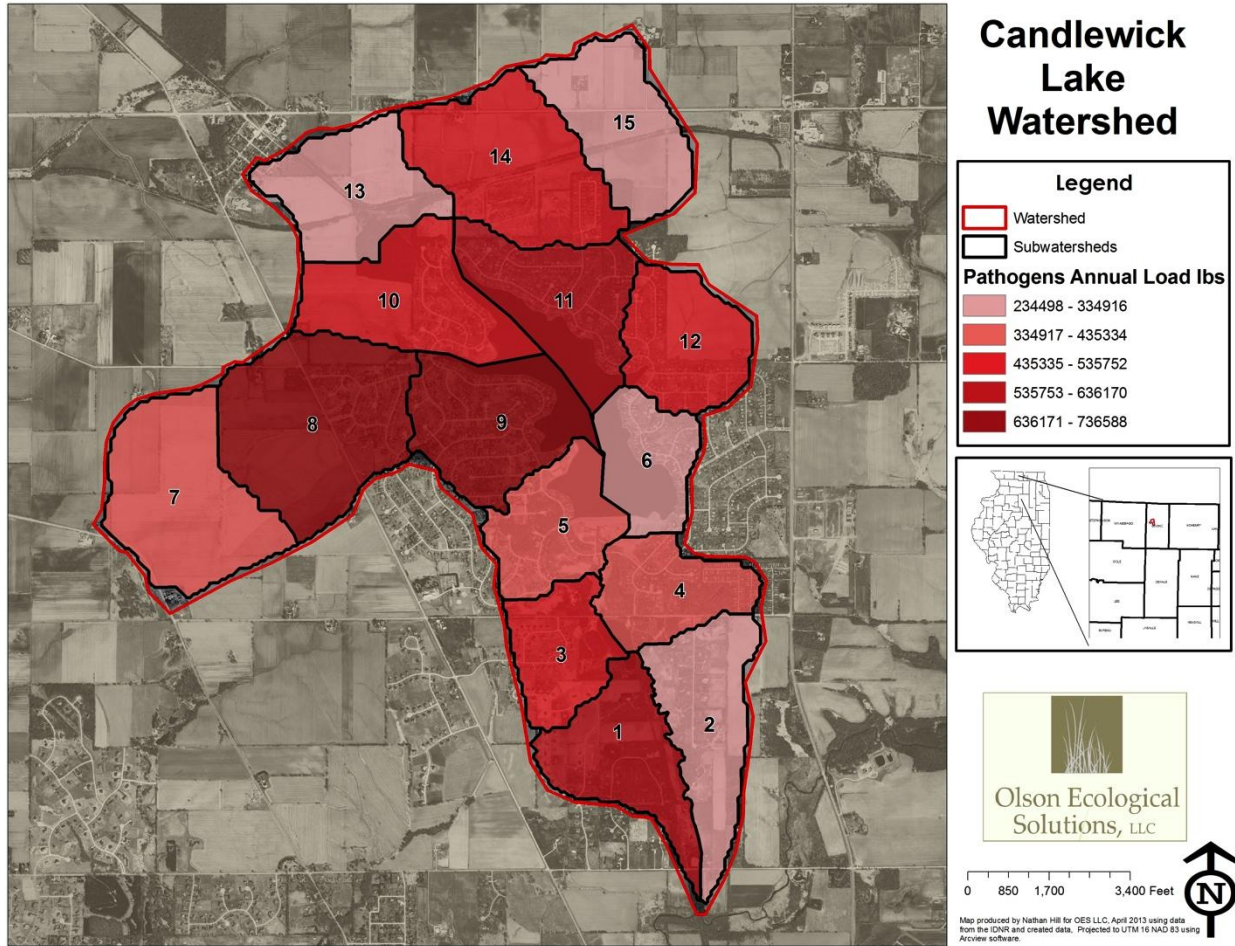 Candlewick
Lake
Watershed
Legend
Watershed
Subwatersheds
Pathogens Annual Load lbs
234498 - 334916
334917 - 435334
435335 - 535752
535753 - 636170
636171 - 736588
15
14
13
10
11
12
8
9
6
7
5
4
3
1
2
Olson Ecological
Solutions, LLC
0 850 1,700 3,400 Feet
N
Map produced by Nathan Hill for OES LLC, April 2013 using data
from the IDNR and created data, Projected to UTM 16 NAD 83 using
Arcview software.